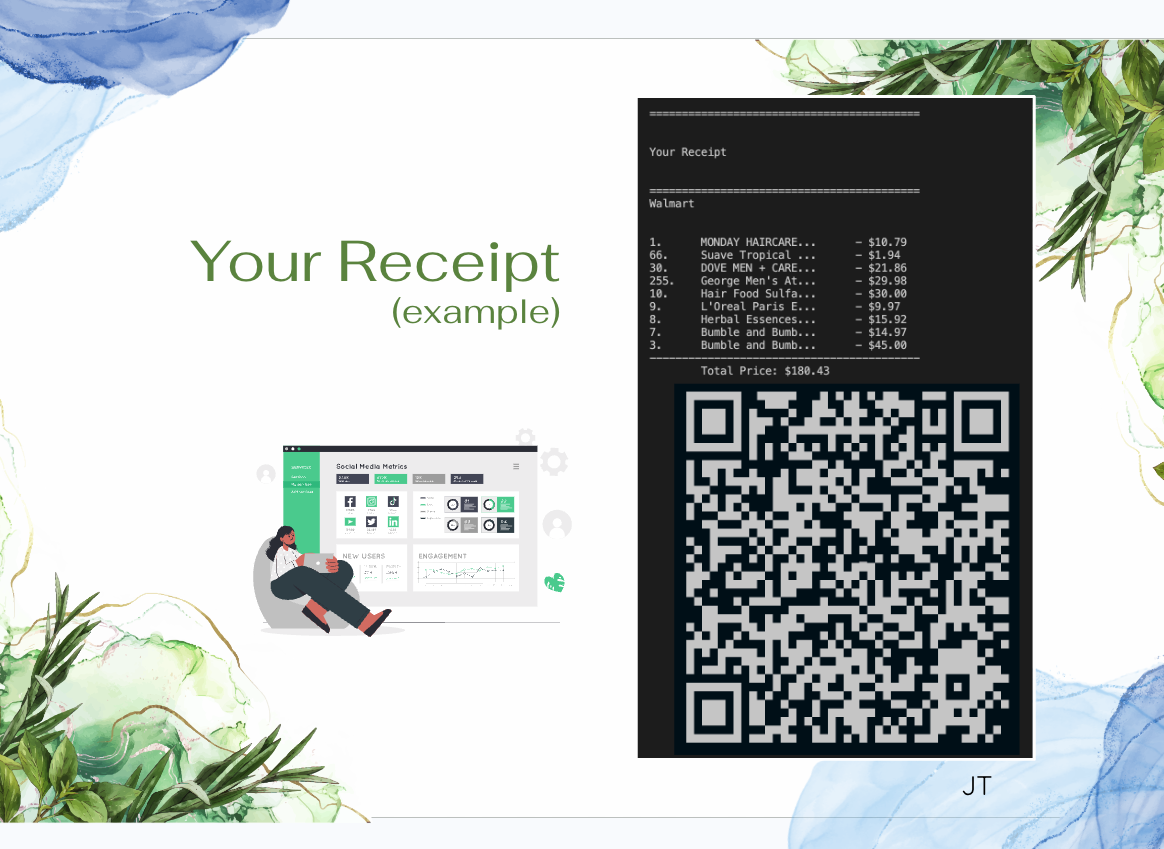 Your Receipt
(example)
Social Media Metrics
NEW USERS
ENGAGEMENT
==========================================
Your Receipt
==========================================
Walmart
1. MONDAY HAIRCARE... – $10.79
66. Suave Tropical ... – $1.94
30. DOVE MEN + CARE... – $21.86
255. George Men's At... – $29.98
10. Hair Food Sulfa... – $30.00
9. L'Oreal Paris E... – $9.97
8. Herbal Essences... – $15.92
7. Bumble and Bumb... – $14.97
3. Bumble and Bumb... – $45.00
——————————————————————————————————————————
Total Price: $180.43
JT